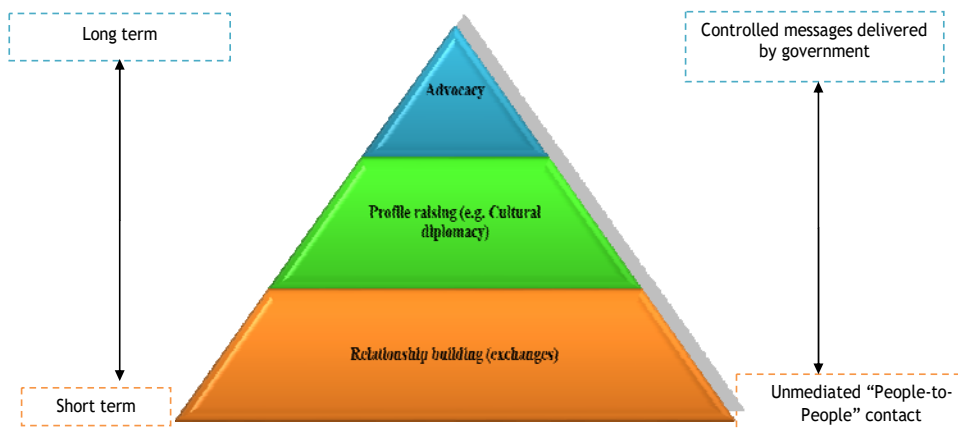 Long term
Controlled messages delivered
by government
Advocacy
Profile raising (e.g. Cultural
diplomacy)
Relationship building (exchanges)
Short term
Unmediated “People-to-
People” contact